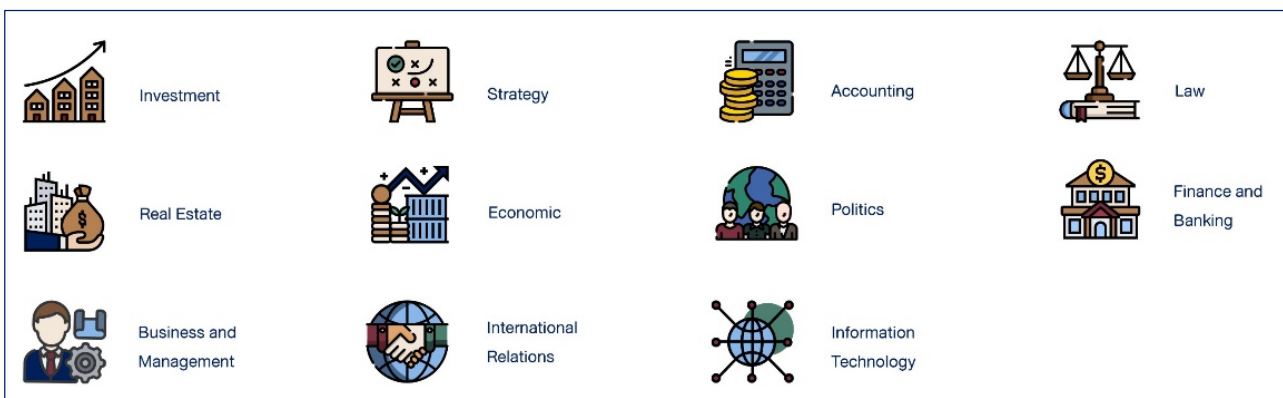 Investment
Strategy
Accounting
Law
Real Estate
Economic
Politics
Finance and
Banking
Business and
Management
International
Relations
Information
Technology